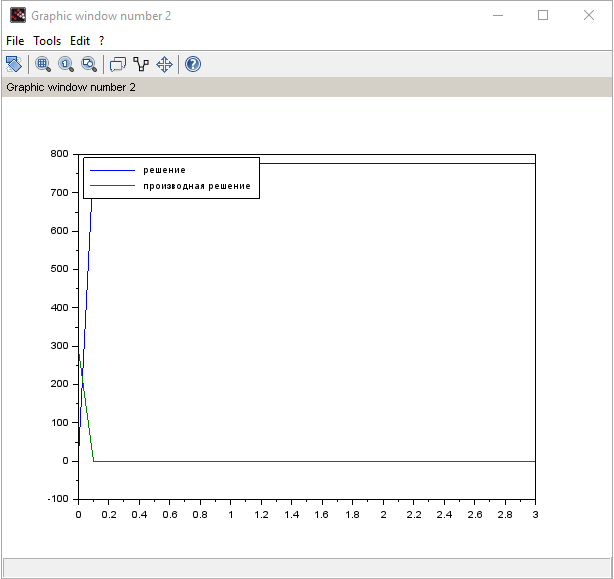 Graphic window number 2
File Tools Edit ?
Graphic window number 2
800
700
600
500
400
300
200
100
0
-100
решение
производная решение
0 0.2 0.4 0.6 0.8 1 1.2 1.4 1.6 1.8 2 2.2 2.4 2.6 2.8 3